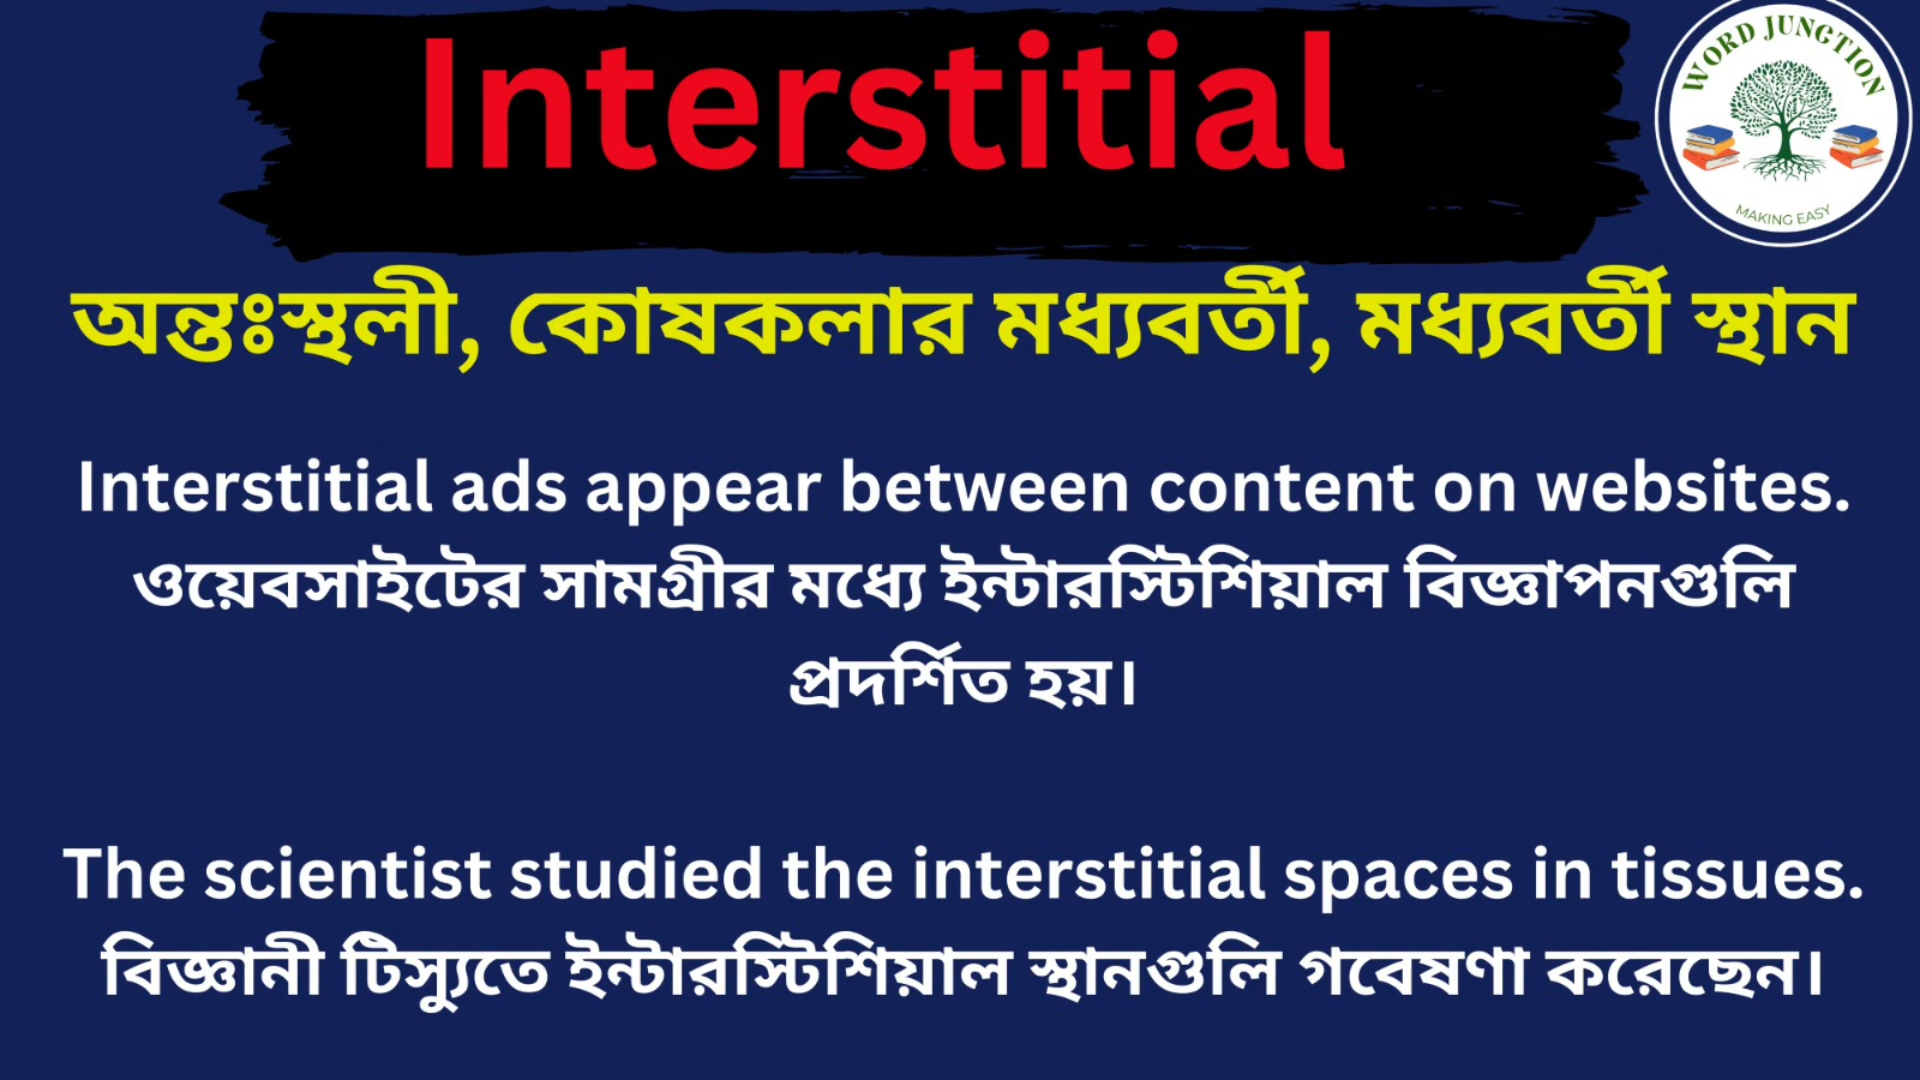 Interstitial
WORD JUNCTION
MAKING EASY
অন্তঃস্থলী, কোষকলার মধ্যবর্তী, মধ্যবর্তী স্থান
Interstitial ads appear between content on websites.
ওয়েবসাইটের সামগ্রীর মধ্যে ইন্টারস্টিশিয়াল বিজ্ঞাপনগুলি
প্রদর্শিত হয়।
The scientist studied the interstitial spaces in tissues.
বিজ্ঞানী টিস্যুতে ইন্টারস্টিশিয়াল স্থানগুলি গবেষণা করেছেন।